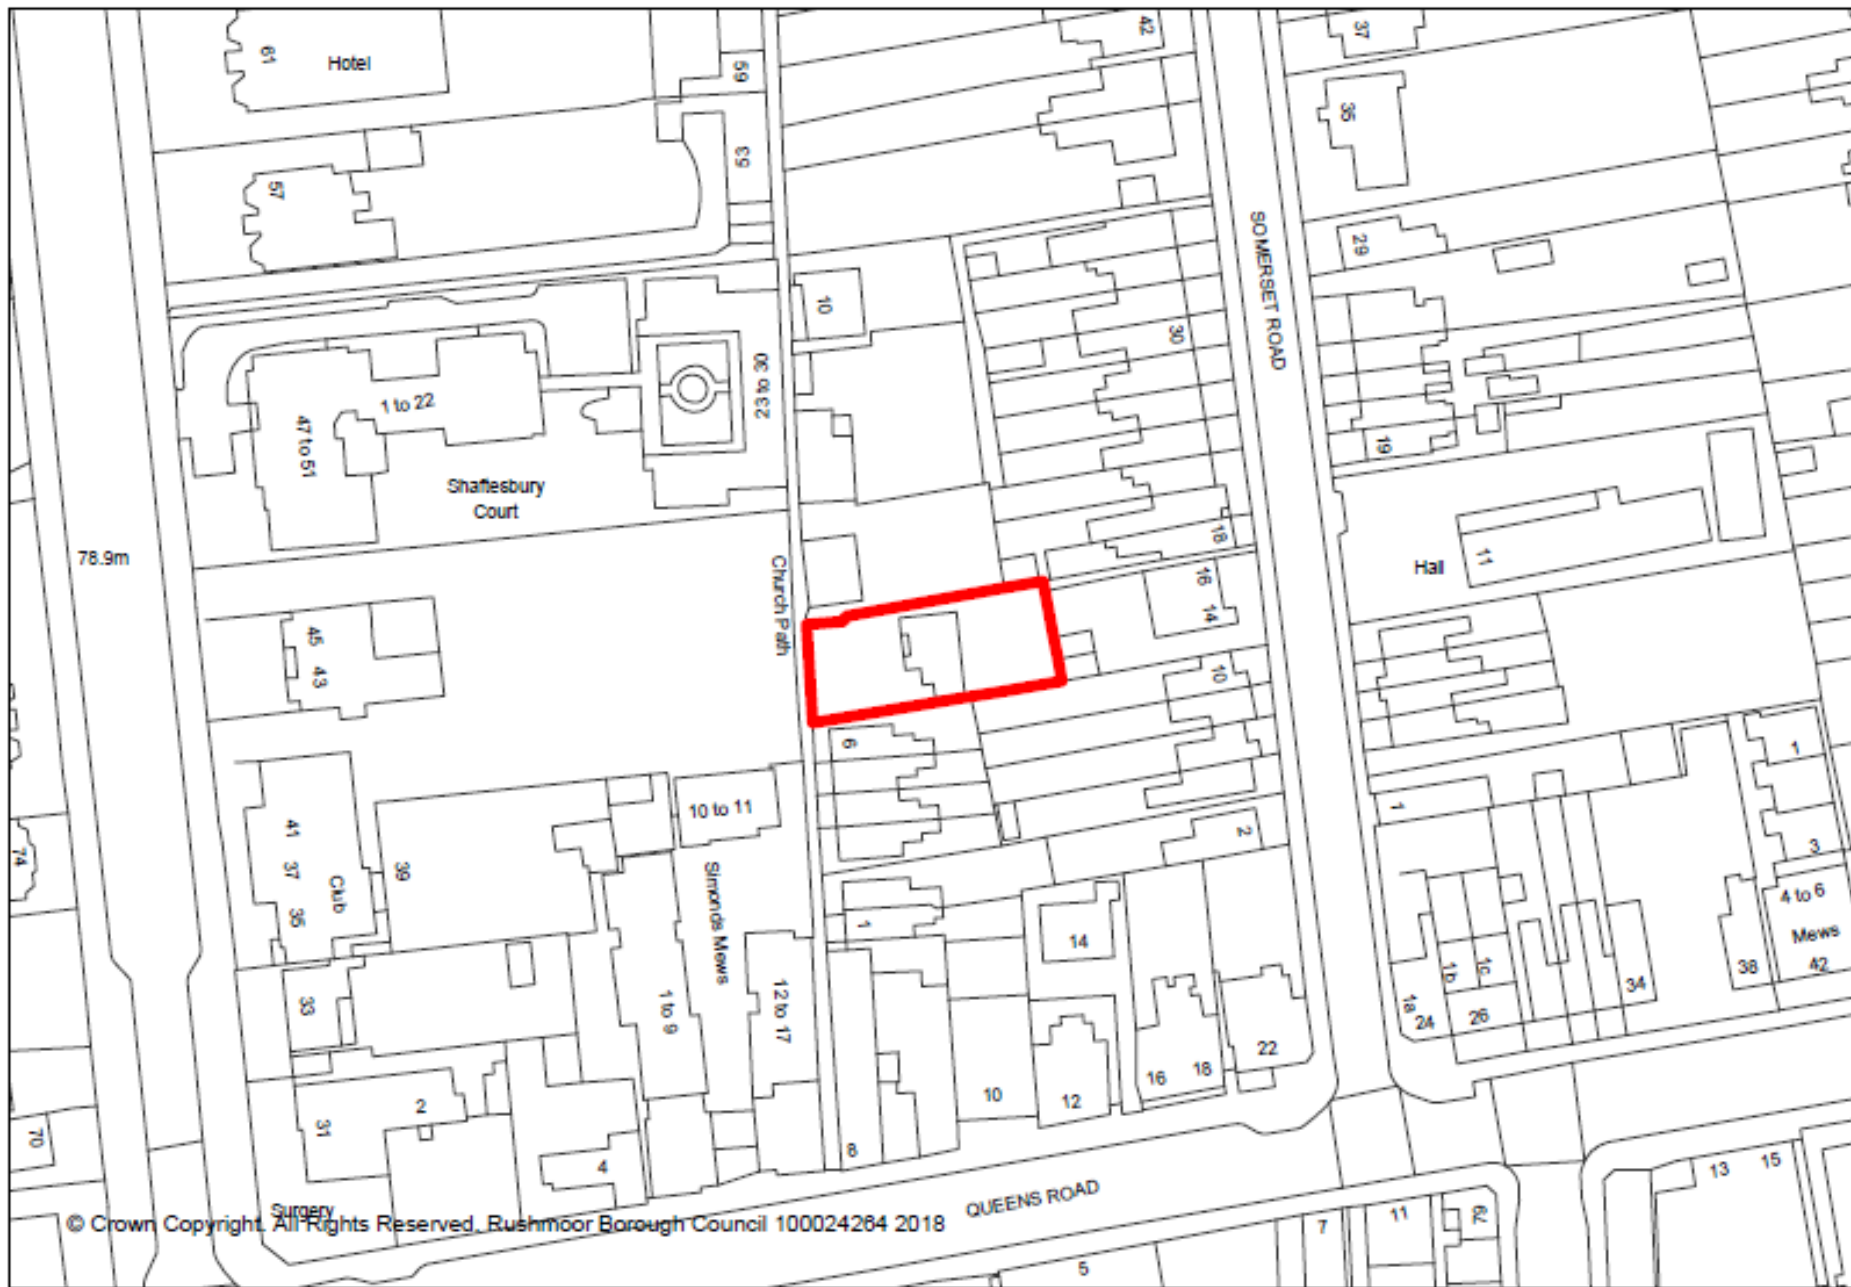 61
Hotel
59
42
37
57
53
35
29
SOMERSET ROAD
10
30
23 to 30
1 to 22
47 to 51
19
Shaftesbury
Court
18
11
Hall
78.9m
Church Path
16
14
45
43
10
6
1
10 to 11
1
2
3
41
37
35
Club
39
74
Simonds Mews
4 to 6
Mews
42
38
1
14
1b
1c
34
1a
24
26
33
1 to 9
12 to 17
22
16
18
10
12
2
31
70
8
4
13
15
QUEENS ROAD
Surgery
© Crown Copyright. All Rights Reserved. Rushmoor Borough Council 100024264 2018
7
11
79
5